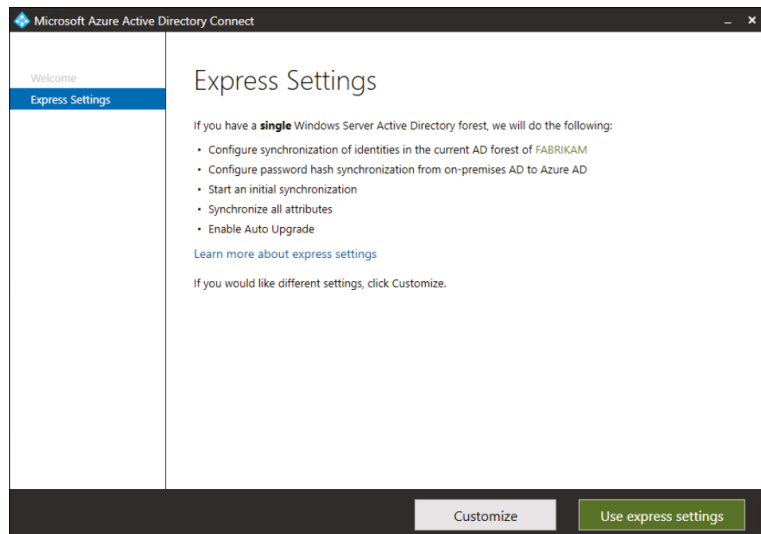 Microsoft Azure Active Directory Connect
Welcome
Express Settings
Express Settings
If you have a single Windows Server Active Directory forest, we will do the following:
• Configure synchronization of identities in the current AD forest of FABRIKAM
• Configure password hash synchronization from on-premises AD to Azure AD
• Start an initial synchronization
• Synchronize all attributes
• Enable Auto Upgrade
Learn more about express settings
If you would like different settings, click Customize.
Customize
Use express settings